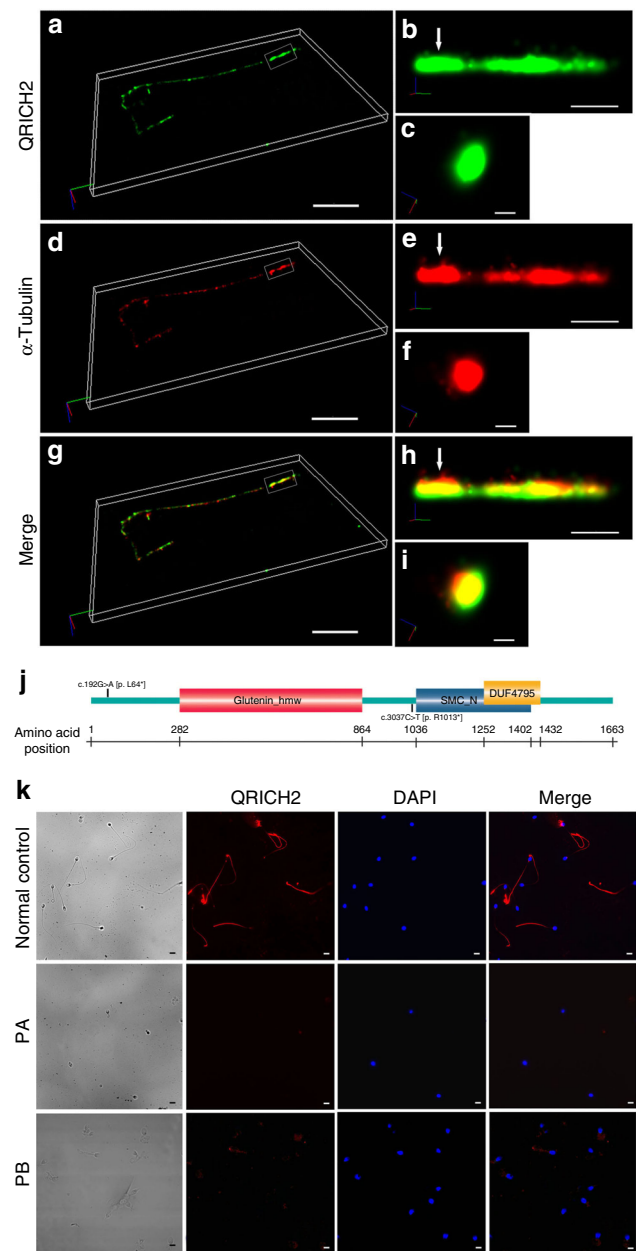 a
b
QRICH2
c
d
e
α-Tubulin
f
g
h
Merge
i
j
c.192G>A [p. L64*]
Glutenin_hmw
SMC_N
DUF4795
c.3037C>T [p. R1013*]
Amino acid position
1 282 864 1036 1252 1402 1432 1663
k
QRICH2 DAPI Merge
Normal control
PA
PB